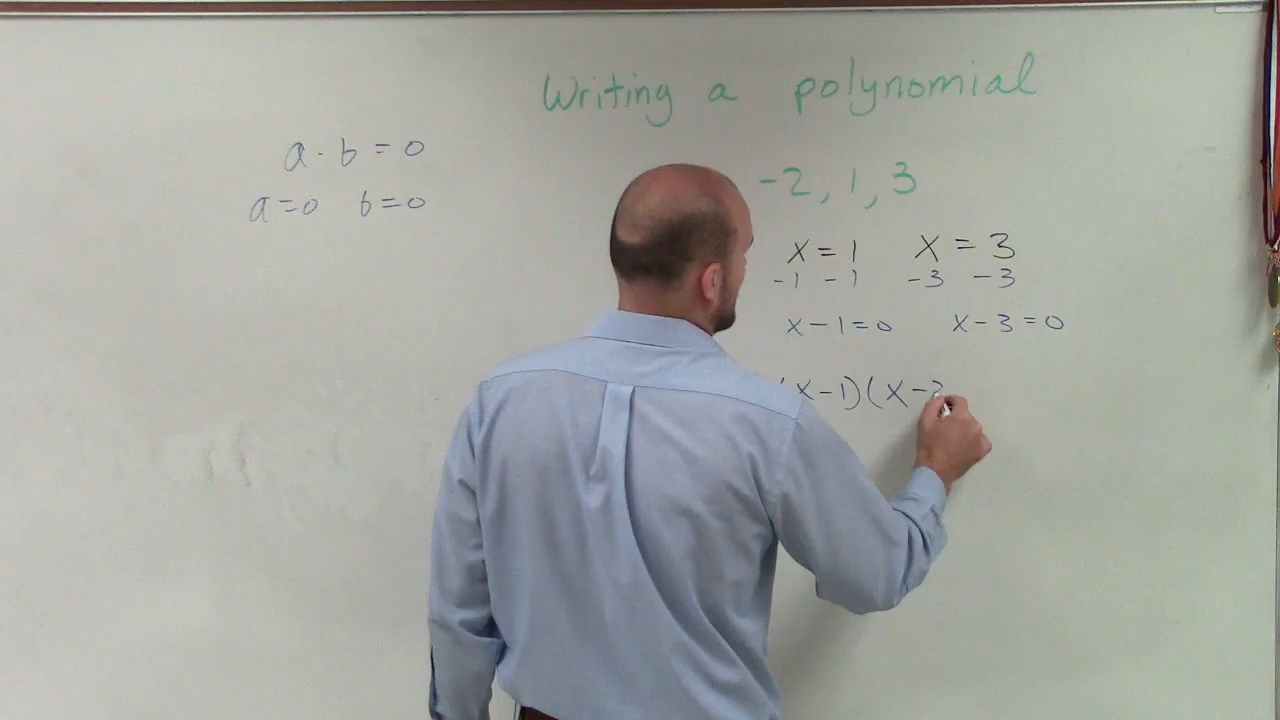 Writing a polynomial
a · b = 0
a=0 b=0
-2, 1, 3
x = 1 x = 3
-1 -1 -3 -3
x-1=0 x-3=0
(x-1)(x-3